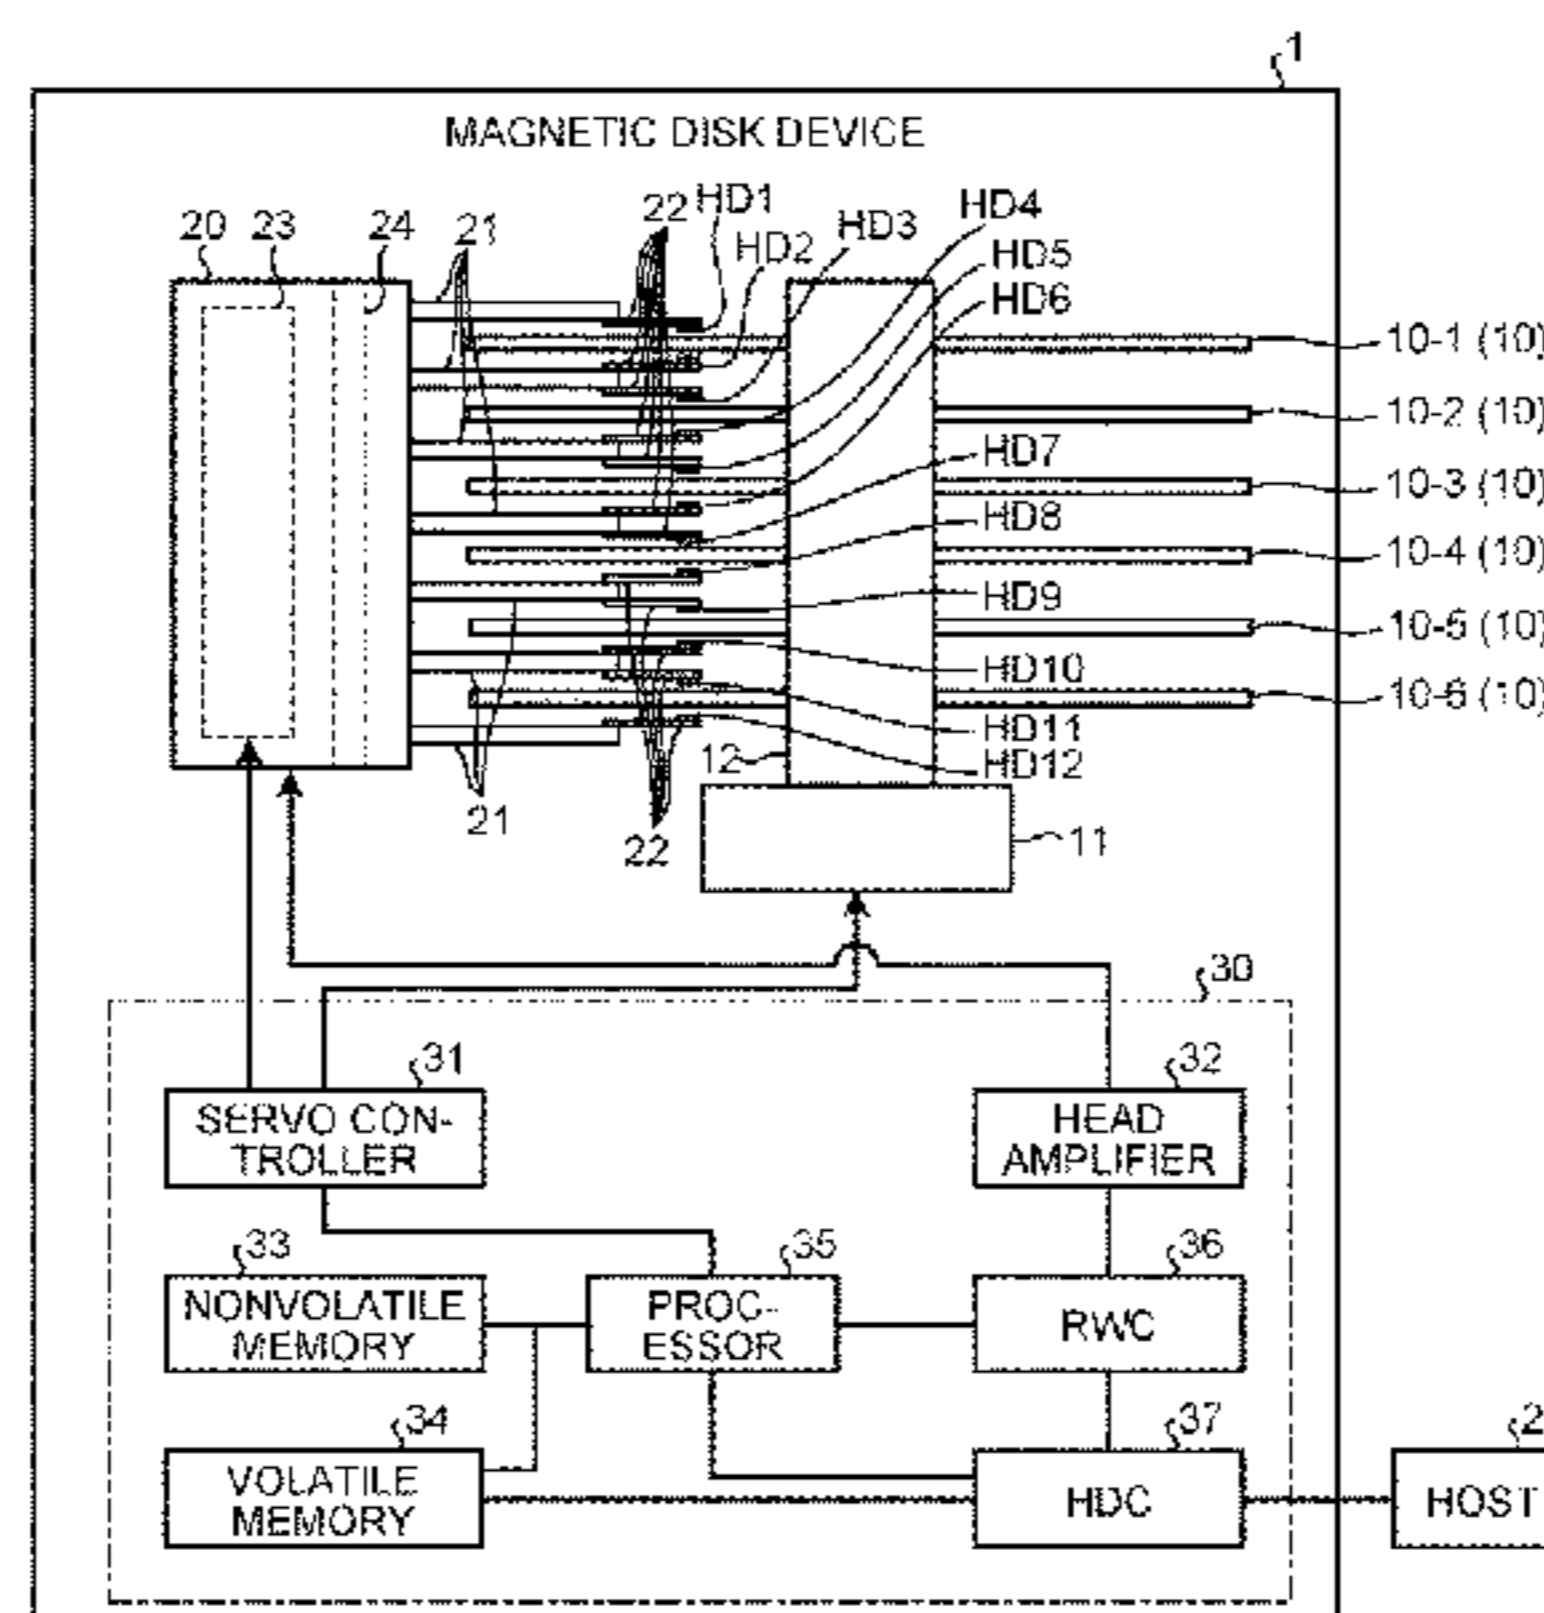 1
MAGNETIC DISK DEVICE
20 23 24 21 22 HD1
HD2
HD3
HD4
HD5
HD6
10-1 (10)
10-2 (10)
HD7
10-3 (10)
HD8
10-4 (10)
HD9
10-5 (10)
HD10
10-6 (10)
HD11
12
HD12
21
22
11
30
31
SERVO CON-
TROLLER
32
HEAD
AMPLIFIER
33
NONVOLATILE
MEMORY
35
PROC-
ESSOR
36
RWC
34
VOLATILE
MEMORY
37
HDC
2
HOST